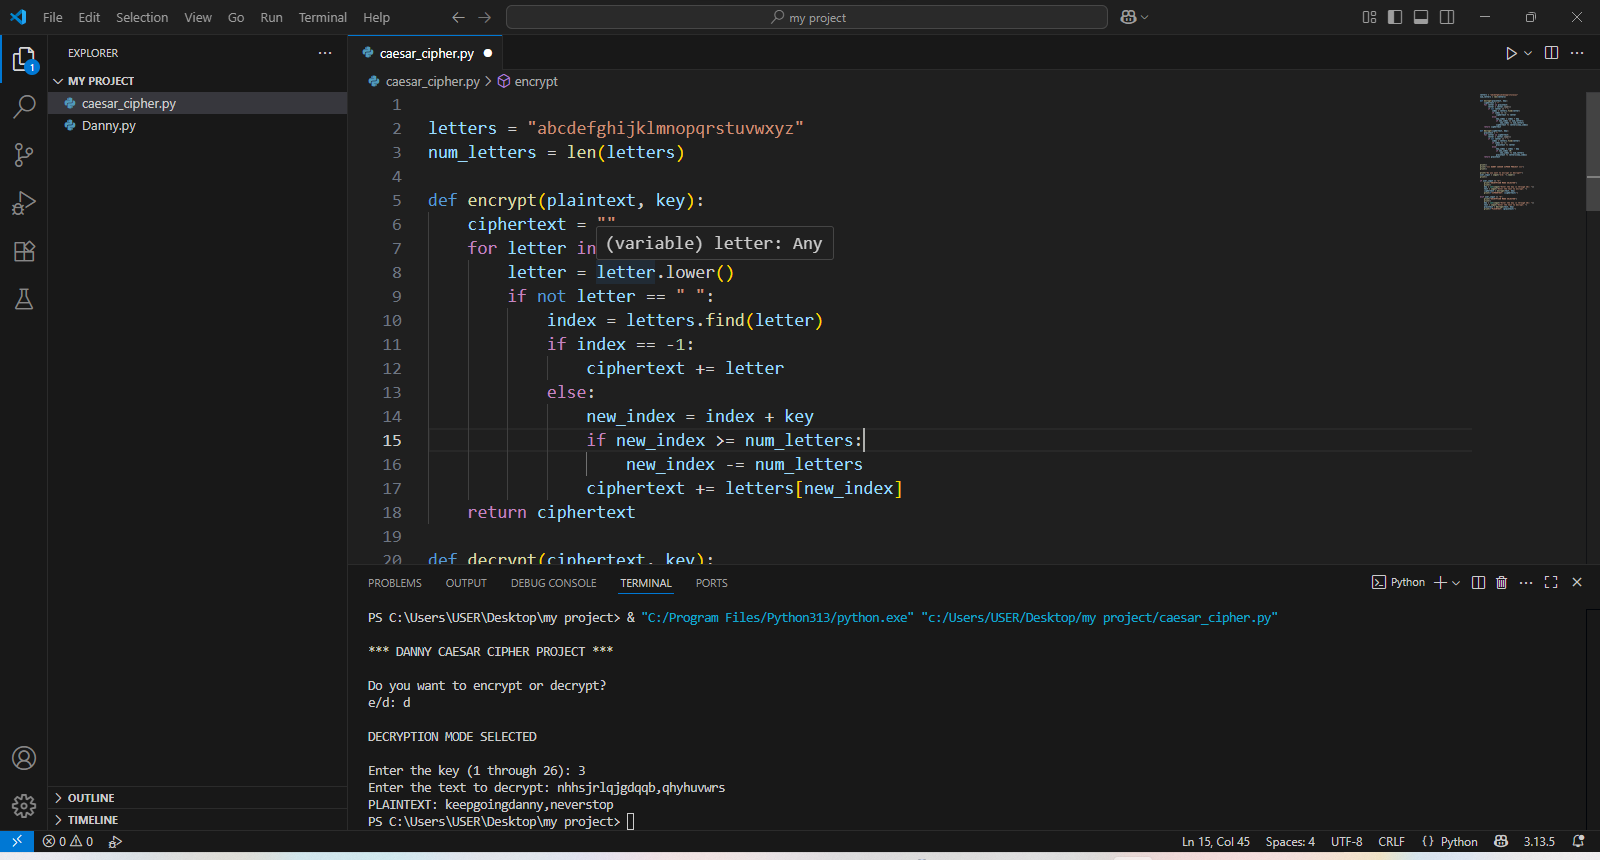 File Edit Selection View Go Run Terminal Help
my project
EXPLORER
MY PROJECT
caesar_cipher.py
Danny.py
OUTLINE
TIMELINE
caesar_cipher.py
caesar_cipher.py > encrypt
1
2 letters = "abcdefghijklmnopqrstuvwxyz"
3 num_letters = len(letters)
4
5 def encrypt(plaintext, key):
6 ciphertext = ""
(variable) letter: Any
7 for letter in
8 letter = letter.lower()
9 if not letter == " ":
10 index = letters.find(letter)
11 if index == -1:
12 ciphertext += letter
13 else:
14 new_index = index + key
15 if new_index >= num_letters:
16 new_index -= num_letters
17 ciphertext += letters[new_index]
18 return ciphertext
19
20 def decrypt(ciphertext, key):
PROBLEMS OUTPUT DEBUG CONSOLE TERMINAL PORTS
Python
PS C:\Users\USER\Desktop\my project> & "C:/Program Files/Python313/python.exe" "c:/Users/USER/Desktop/my project/caesar_cipher.py"
*** DANNY CAESAR CIPHER PROJECT ***
Do you want to encrypt or decrypt?
e/d: d
DECRYPTION MODE SELECTED
Enter the key (1 through 26): 3
Enter the text to decrypt: nhhsjrlqjgdqqb,qhyhuvwrs
PLAINTEXT: keepgoingdanny,neverstop
PS C:\Users\USER\Desktop\my project>
1
0 0
Ln 15, Col 45 Spaces: 4 UTF-8 CRLF { } Python 3.13.5